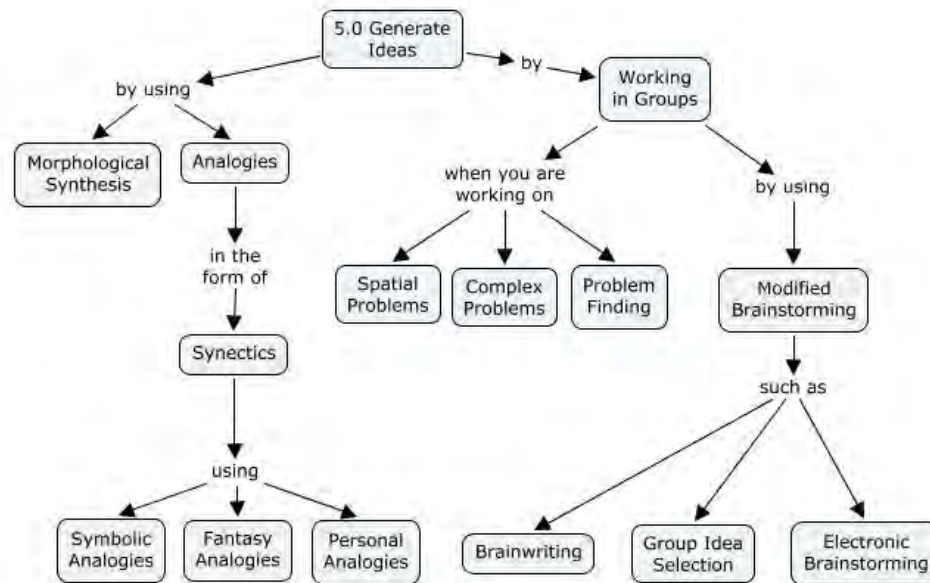 5.0 Generate
Ideas
by
Working
in Groups
by using
Morphological
Synthesis
Analogies
when you are
working on
by using
in the
form of
Spatial
Problems
Complex
Problems
Problem
Finding
Modified
Brainstorming
Synectics
such as
using
Symbolic
Analogies
Fantasy
Analogies
Personal
Analogies
Brainwriting
Group Idea
Selection
Electronic
Brainstorming